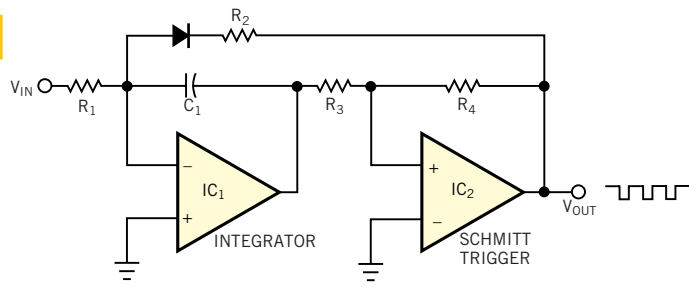 R2
VIN
R1
C1
R3
R4
−
IC1
+
INTEGRATOR
+
IC2
−
SCHMITT
TRIGGER
VOUT